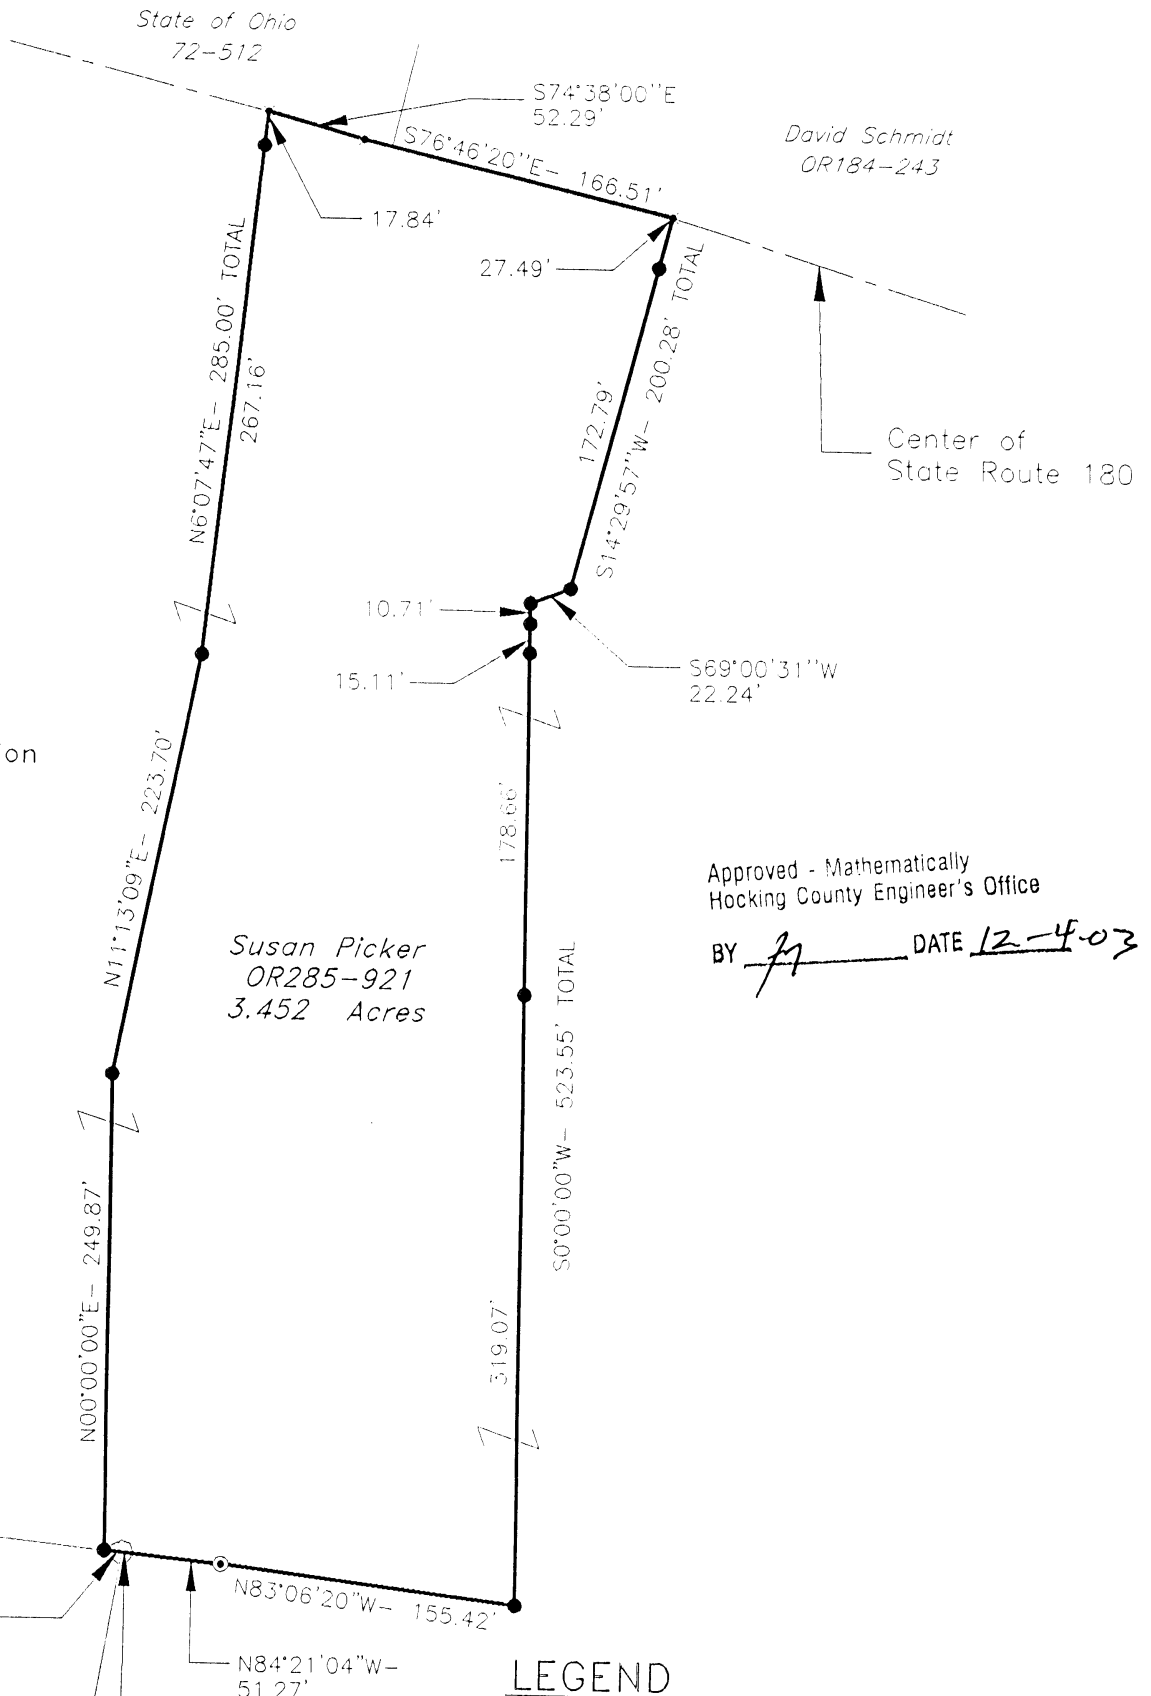 State of Ohio
72-512
S74°38'00"E
52.29'
David Schmidt
OR184-243
S76°46'20"E- 166.51'
17.84'
27.49'
N6°07'47"E- 285.00' TOTAL
267.16'
172.79'
S14°29'57"W- 200.28' TOTAL
Center of
State Route 180
10.71'
15.11'
S69°00'31"W
22.24'
on
N11°13'09"E- 223.70'
178.66'
Approved - Mathematically
Hocking County Engineer's Office
BY DATE 12-4-03
Susan Picker
OR285-921
3.452 Acres
S0°00'00"W- 523.55' TOTAL
N00°00'00"E- 249.87'
319.07'
N83°06'20"W- 155.42'
N84°21'04"W-
51.27'
LEGEND